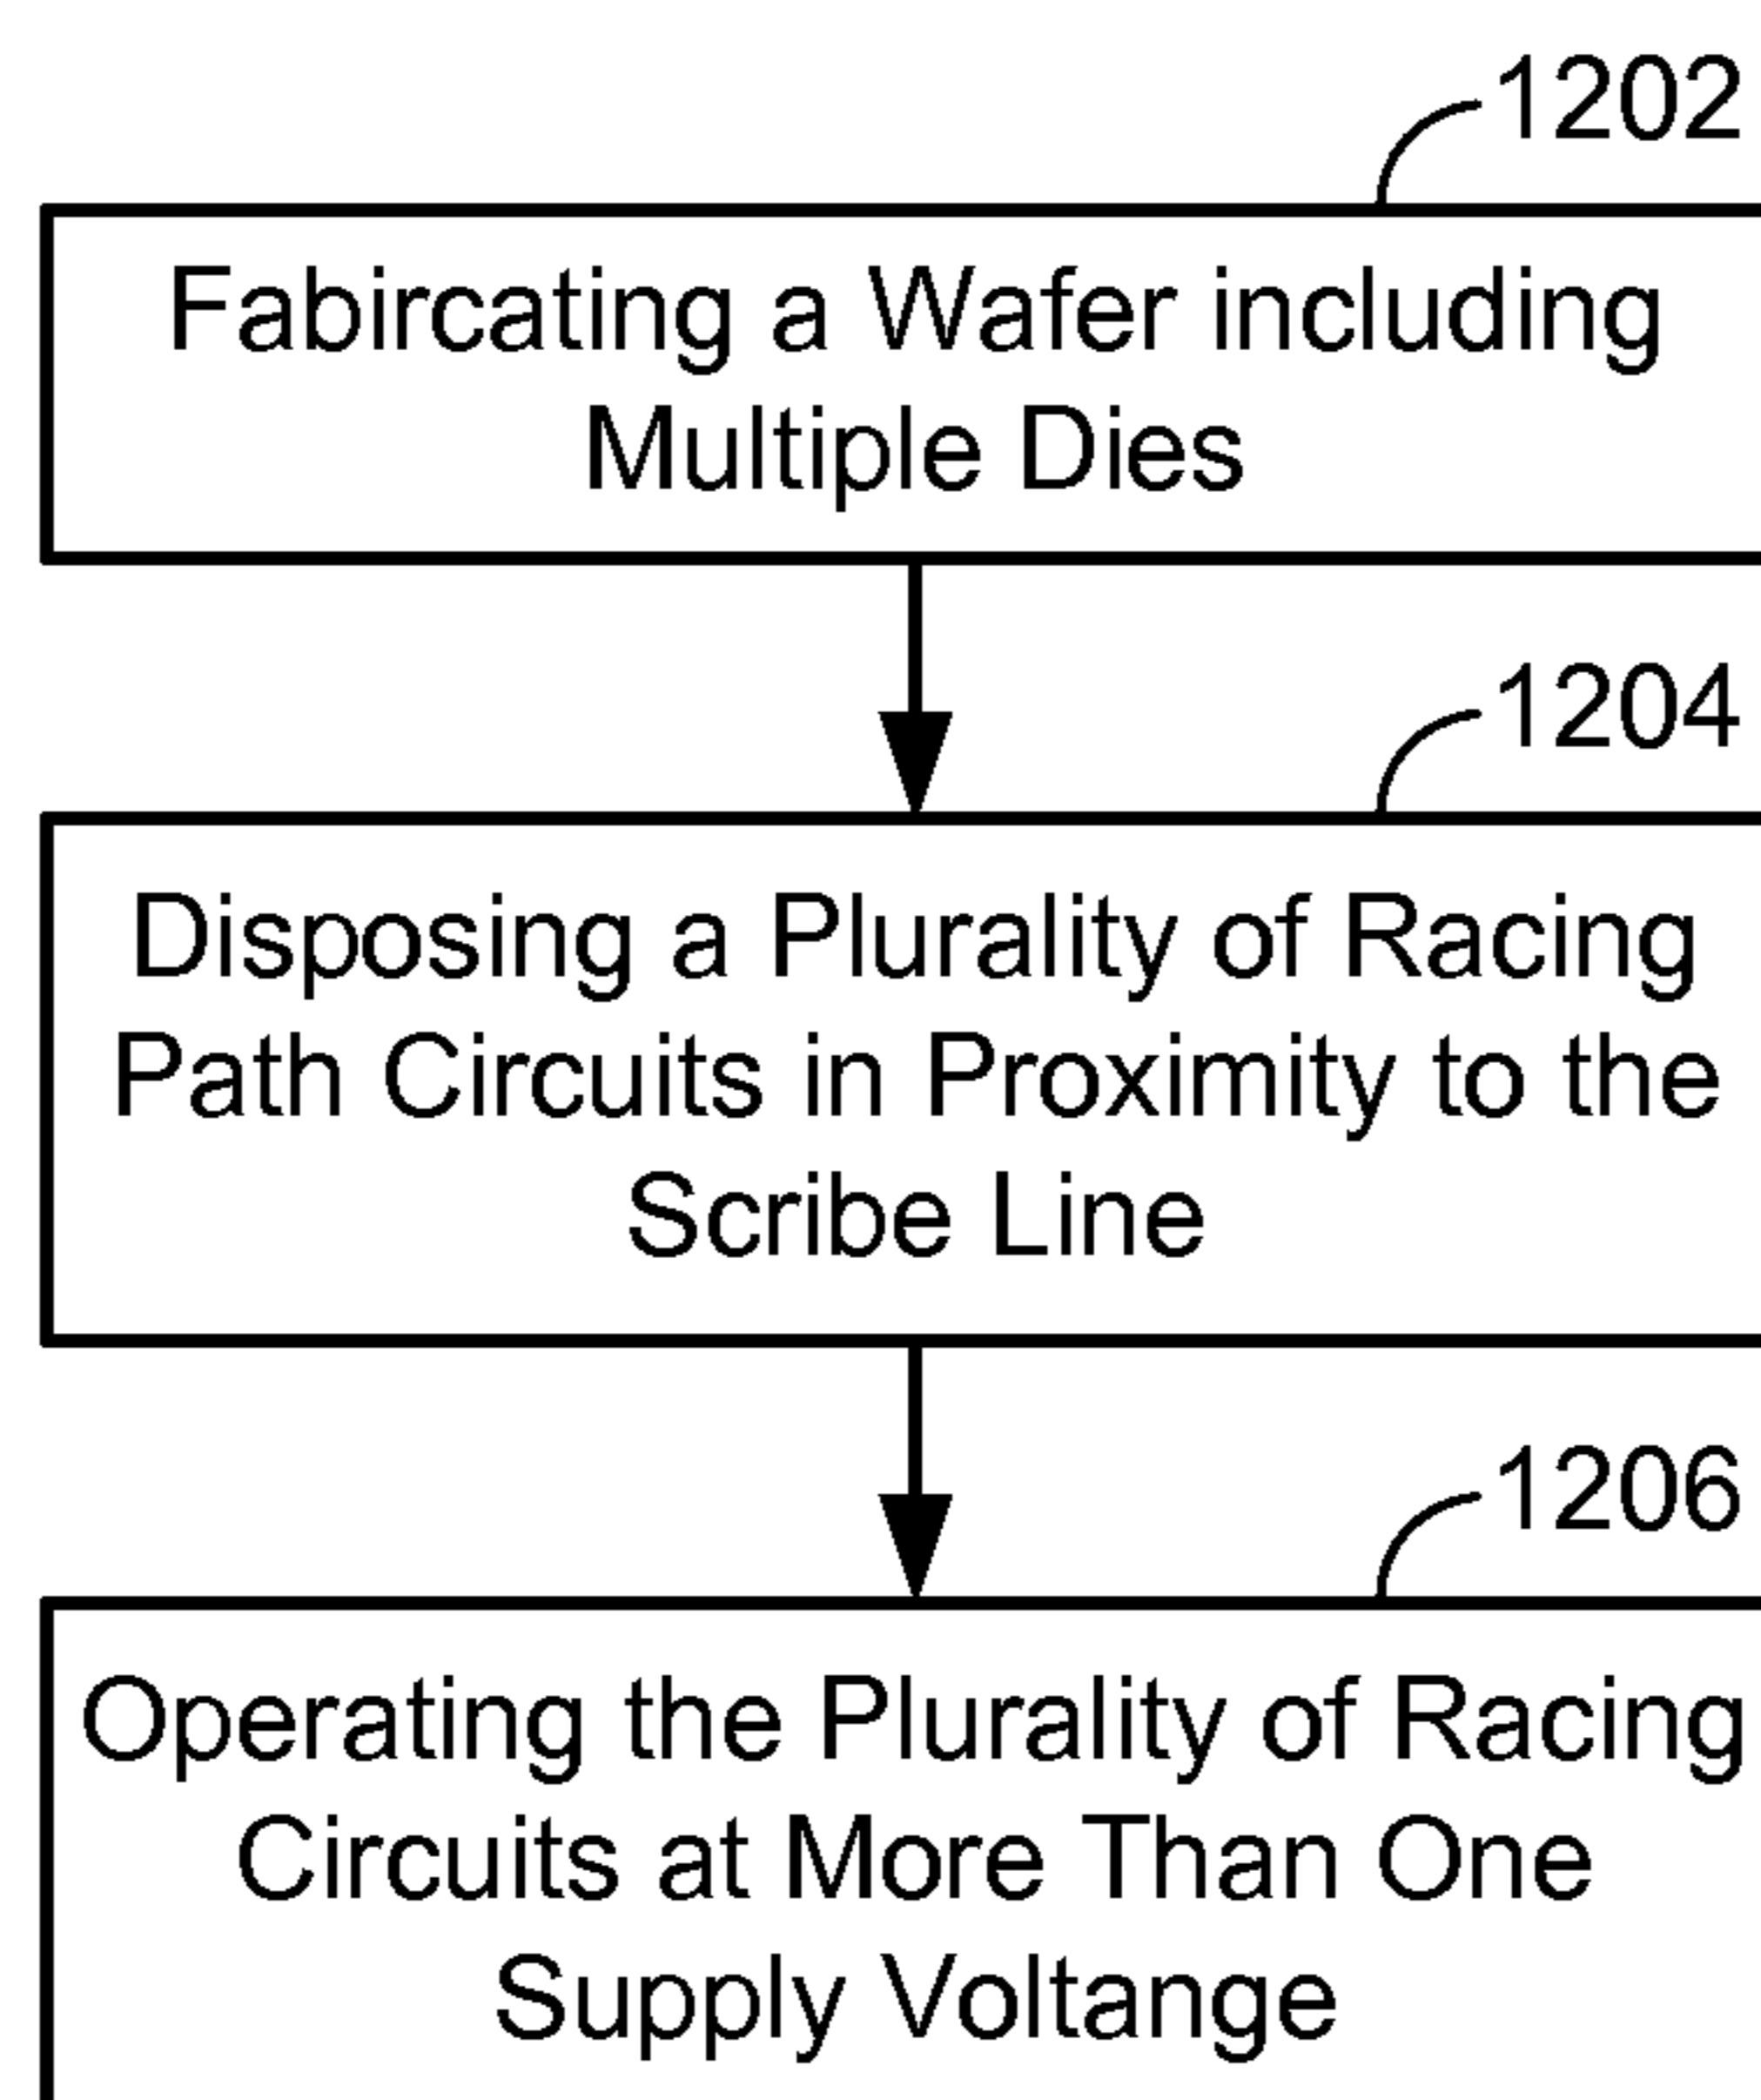 1202
Fabircating a Wafer including
Multiple Dies
1204
Disposing a Plurality of Racing
Path Circuits in Proximity to the
Scribe Line
1206
Operating the Plurality of Racing
Circuits at More Than One
Supply Voltange